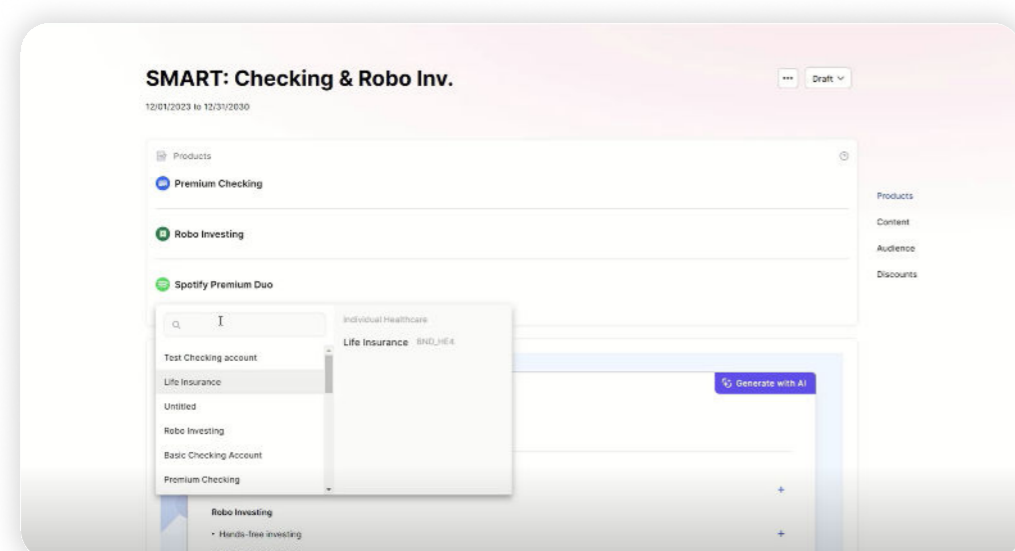 SMART: Checking & Robo Inv.
Draft
12/01/2023 to 12/31/2030
Products
Premium Checking
Robo Investing
Spotify Premium Duo
Products
Content
Audience
Discounts
Individual Healthcare
Life Insurance BND_HE4
Test Checking account
Life Insurance
Untitled
Robo Investing
Basic Checking Account
Premium Checking
Generate with AI
Robo Investing
• Hands-free investing